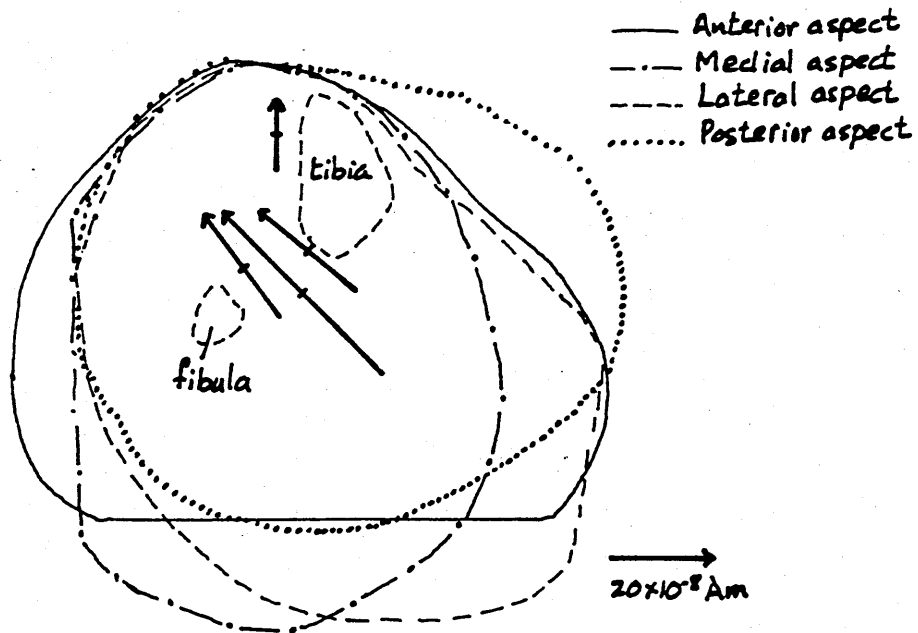 Anterior aspect
Medial aspect
Lateral aspect
Posterior aspect
tibia
fibula
20×10⁻⁸ Am